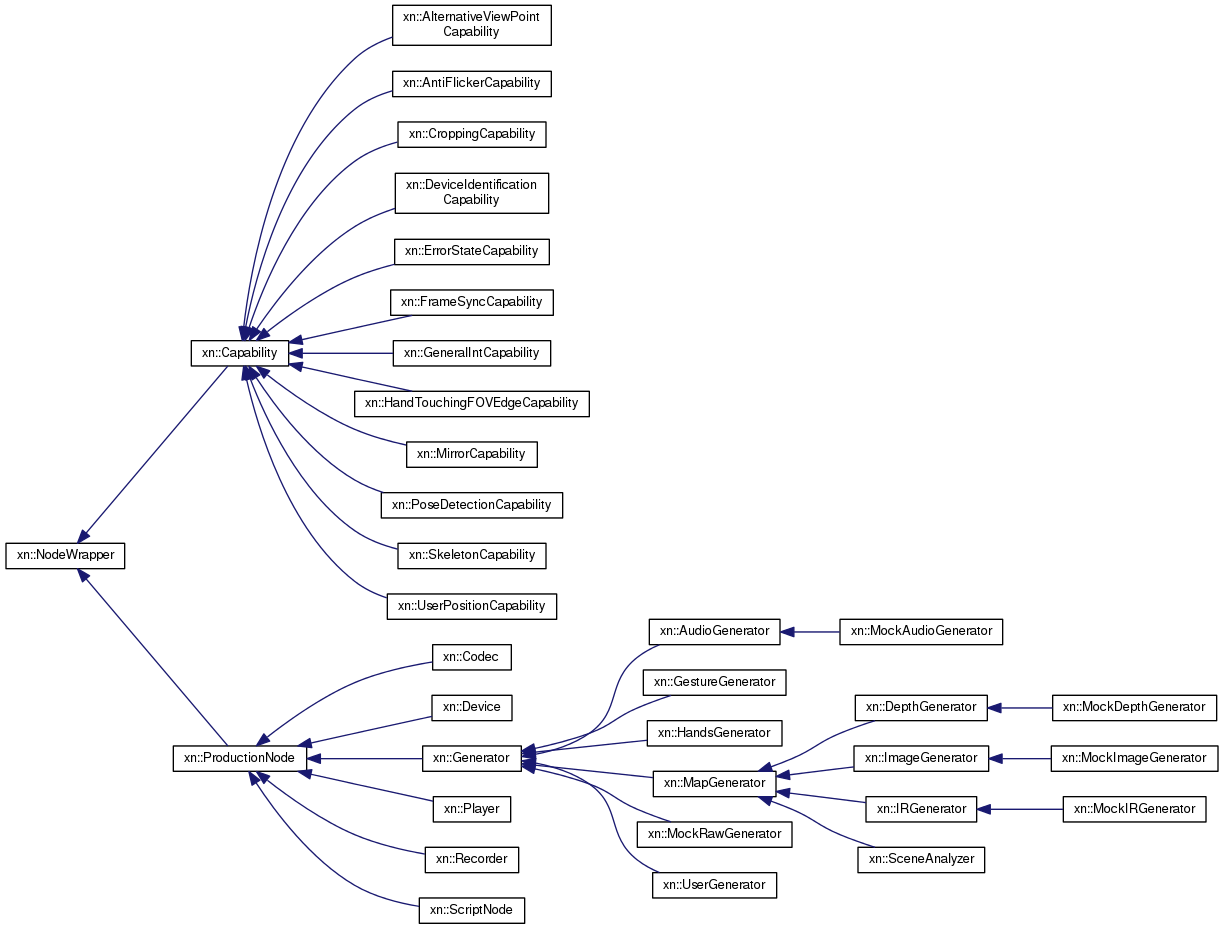 xn::AlternativeViewPoint
Capability
xn::AntiFlickerCapability
xn::CroppingCapability
xn::DeviceIdentification
Capability
xn::ErrorStateCapability
xn::FrameSyncCapability
xn::Capability
xn::GeneralIntCapability
xn::HandTouchingFOVEdgeCapability
xn::MirrorCapability
xn::PoseDetectionCapability
xn::NodeWrapper
xn::SkeletonCapability
xn::UserPositionCapability
xn::AudioGenerator
xn::MockAudioGenerator
xn::Codec
xn::GestureGenerator
xn::Device
xn::DepthGenerator
xn::MockDepthGenerator
xn::HandsGenerator
xn::ProductionNode
xn::Generator
xn::ImageGenerator
xn::MockImageGenerator
xn::MapGenerator
xn::Player
xn::IRGenerator
xn::MockIRGenerator
xn::MockRawGenerator
xn::Recorder
xn::SceneAnalyzer
xn::UserGenerator
xn::ScriptNode